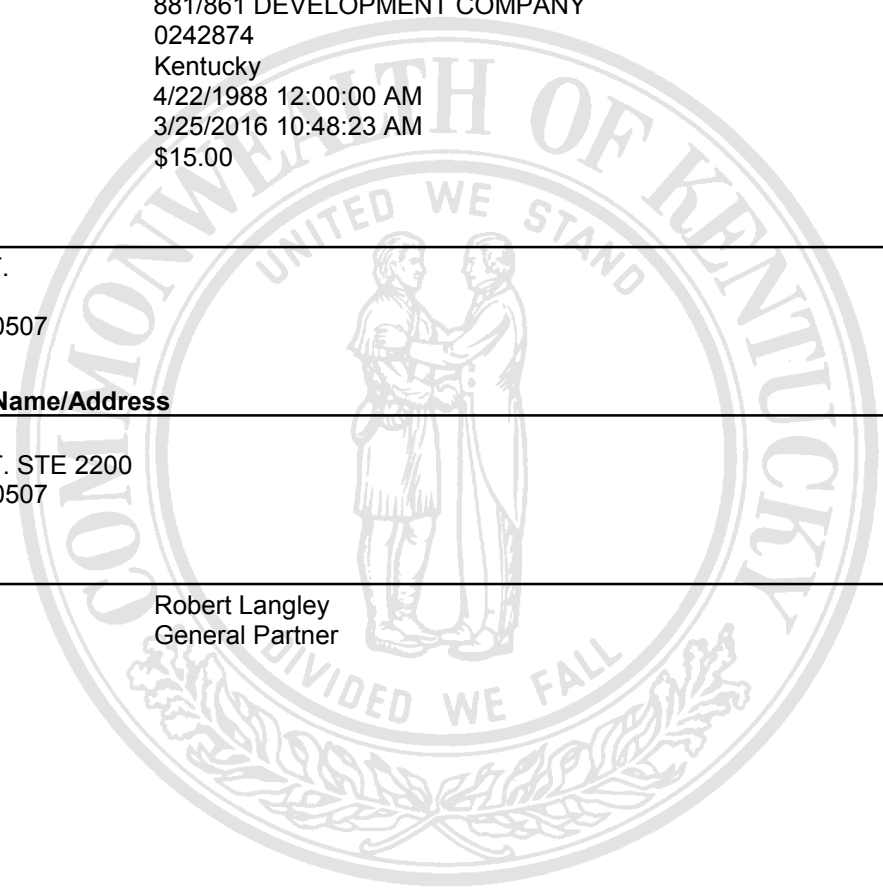 881/861 DEVELOPMENT COMPANY
0242874
Kentucky
4/22/1988 12:00:00 AM
3/25/2016 10:48:23 AM
$15.00
COMMONWEALTH OF KENTUCKY
UNITED WE STAND
T.
0507
Name/Address
T. STE 2200
0507
Robert Langley
General Partner
DIVIDED WE FALL